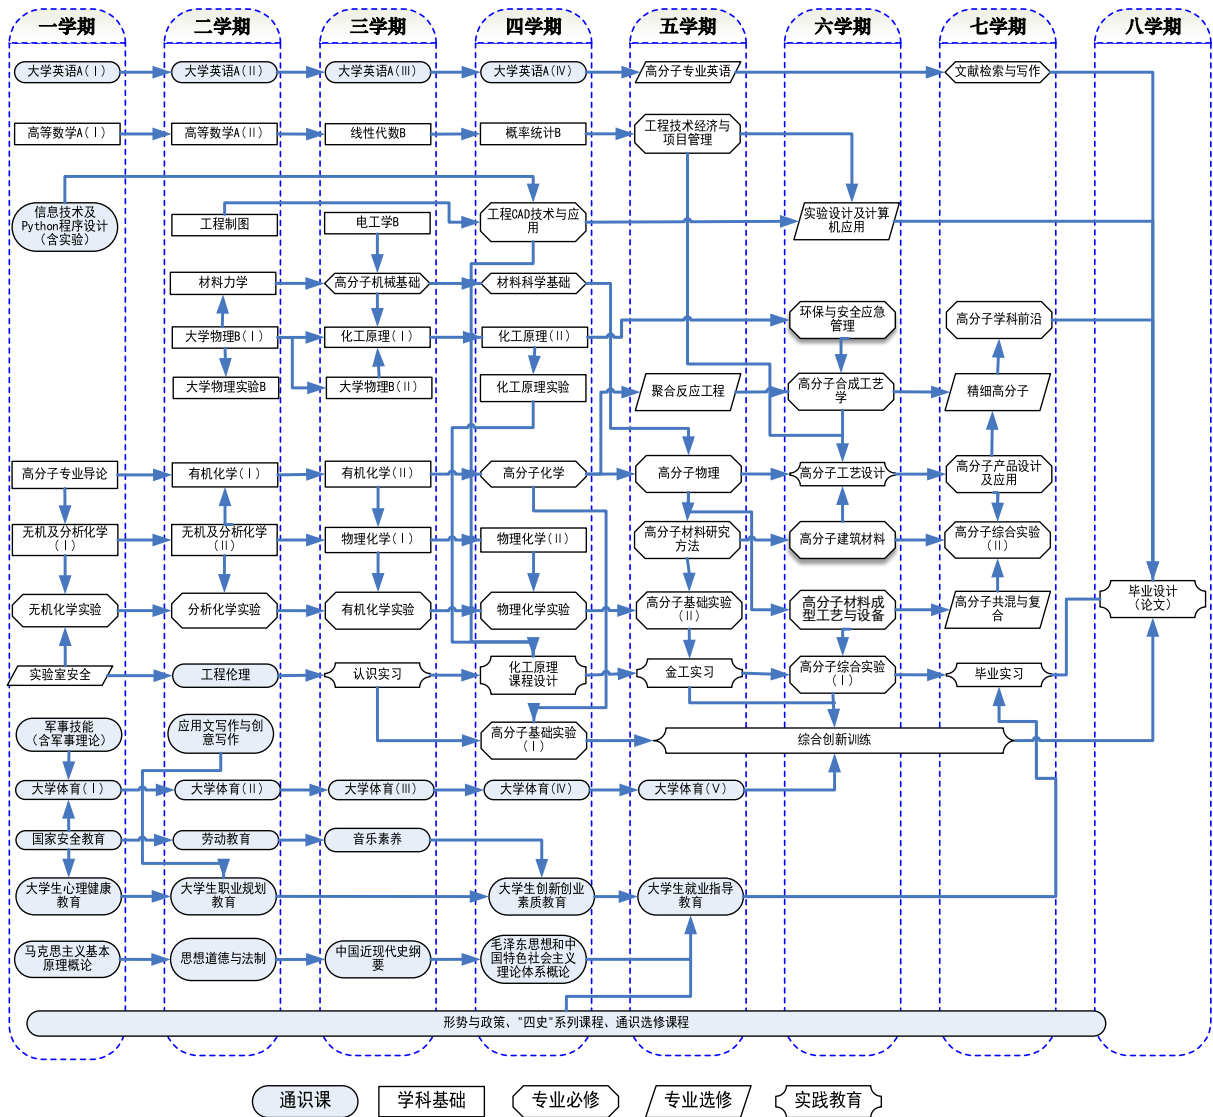 一学期
二学期
三学期
四学期
五学期
六学期
七学期
八学期
大学英语A(Ⅰ)
大学英语A(Ⅱ)
大学英语A(Ⅲ)
大学英语A(Ⅳ)
高分子专业英语
文献检索与写作
高等数学A(Ⅰ)
高等数学A(Ⅱ)
线性代数B
概率统计B
工程技术经济与
项目管理
信息技术及
Python程序设计
（含实验）
工程制图
电工学B
工程CAD技术与应
用
实验设计及计算
机应用
材料力学
高分子机械基础
材料科学基础
环保与安全应急
管理
高分子学科前沿
大学物理B(Ⅰ)
化工原理(Ⅰ)
化工原理(Ⅱ)
大学物理实验B
大学物理B(Ⅱ)
化工原理实验
聚合反应工程
高分子合成工艺
学
精细高分子
高分子专业导论
有机化学(Ⅰ)
有机化学(Ⅱ)
高分子化学
高分子物理
高分子工艺设计
高分子产品设计
及应用
无机及分析化学
(Ⅰ)
无机及分析化学
(Ⅱ)
物理化学(Ⅰ)
物理化学(Ⅱ)
高分子材料研究
方法
高分子建筑材料
高分子综合实验
(Ⅱ)
无机化学实验
分析化学实验
有机化学实验
物理化学实验
高分子基础实验
(Ⅱ)
高分子材料成
型工艺与设备
高分子共混与复
合
毕业设计
（论文）
实验室安全
工程伦理
认识实习
化工原理
课程设计
金工实习
高分子综合实验
(Ⅰ)
毕业实习
军事技能
（含军事理论）
应用文写作与创
意写作
高分子基础实验
(Ⅰ)
综合创新训练
大学体育(Ⅰ)
大学体育(Ⅱ)
大学体育(Ⅲ)
大学体育(Ⅳ)
大学体育(Ⅴ)
国家安全教育
劳动教育
音乐素养
大学生心理健康
教育
大学生职业规划
教育
大学生创新创业
素质教育
大学生就业指导
教育
马克思主义基本
原理概论
思想道德与法制
中国近现代史纲
要
毛泽东思想和中
国特色社会主义
理论体系概论
形势与政策、"四史"系列课程、通识选修课程
通识课
学科基础
专业必修
专业选修
实践教育